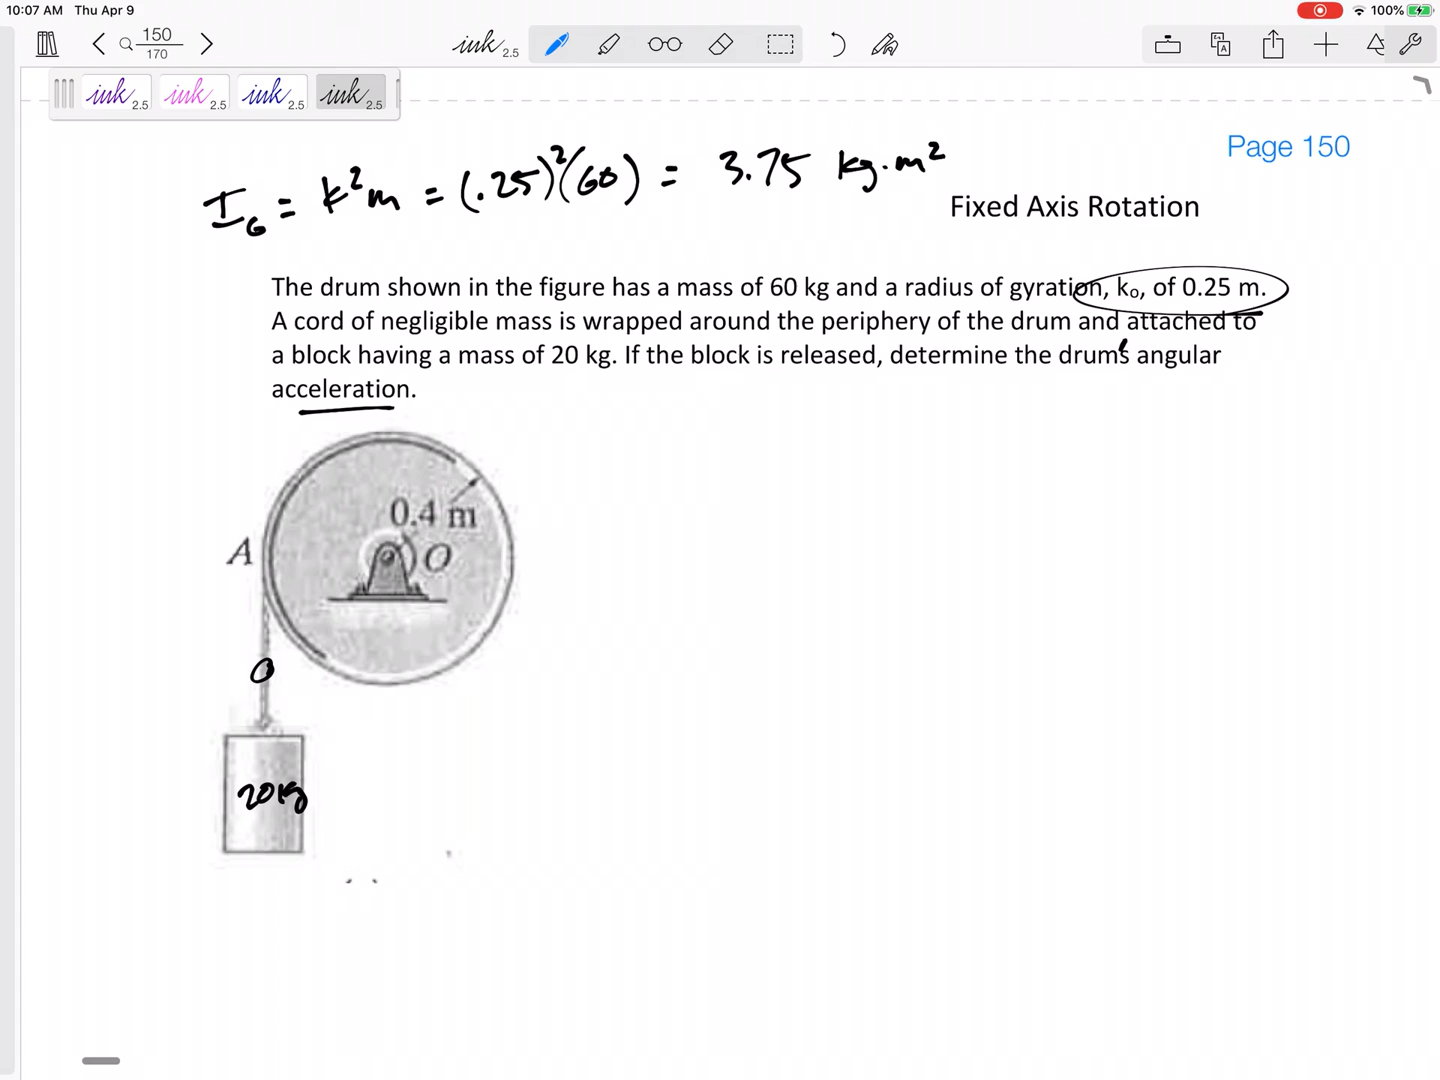 10:07 AM Thu Apr 9
100%
150
170
ink 2.5
ink 2.5
ink 2.5
ink 2.5
ink 2.5
Page 150
I_G = k²m = (.25)²(60) = 3.75 kg·m²
Fixed Axis Rotation
The drum shown in the figure has a mass of 60 kg and a radius of gyration, kₒ, of 0.25 m.
A cord of negligible mass is wrapped around the periphery of the drum and attached to
a block having a mass of 20 kg. If the block is released, determine the drum's angular
acceleration.
0.4 m
A
O
20 kg